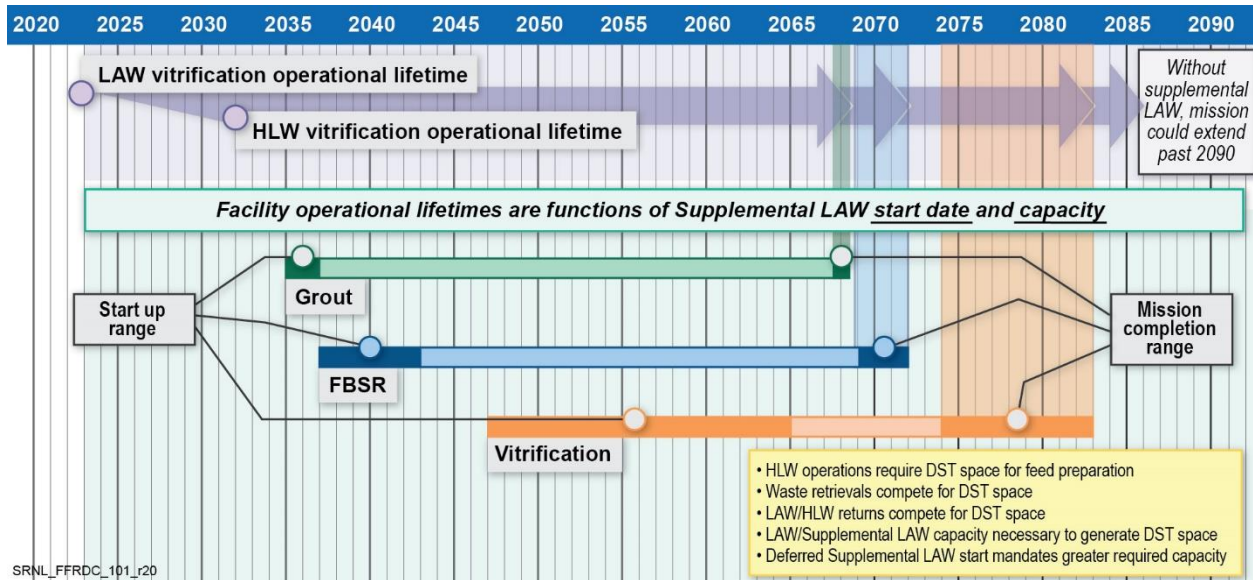 2020 2025 2030 2035 2040 2045 2050 2055 2060 2065 2070 2075 2080 2085 2090
LAW vitrification operational lifetime
HLW vitrification operational lifetime
Without
supplemental
LAW, mission
could extend
past 2090
Facility operational lifetimes are functions of Supplemental LAW start date and capacity
Grout
Start up
range
Mission
completion
range
FBSR
Vitrification
• HLW operations require DST space for feed preparation
• Waste retrievals compete for DST space
• LAW/HLW returns compete for DST space
• LAW/Supplemental LAW capacity necessary to generate DST space
• Deferred Supplemental LAW start mandates greater required capacity
SRNL_FFRDC_101_r20